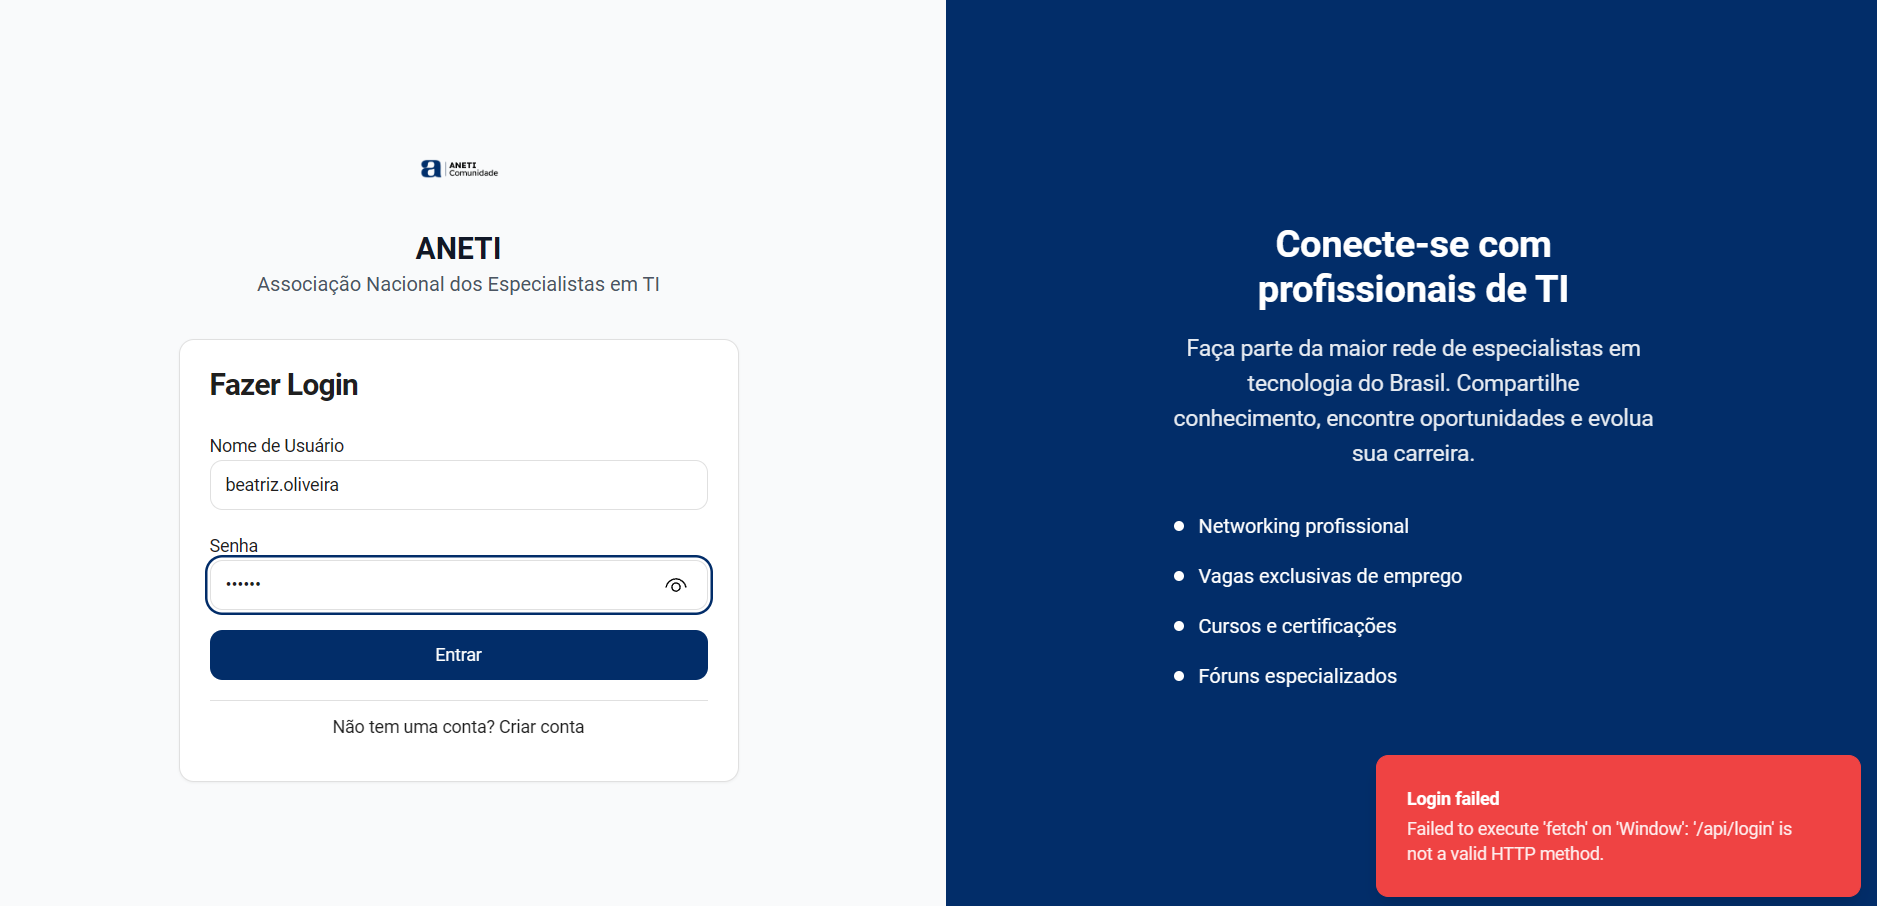 a ANETI
Comunidade
ANETI
Associação Nacional dos Especialistas em TI
Fazer Login
Nome de Usuário
beatriz.oliveira
Senha
••••••
Entrar
Não tem uma conta? Criar conta
Conecte-se com
profissionais de TI
Faça parte da maior rede de especialistas em
tecnologia do Brasil. Compartilhe
conhecimento, encontre oportunidades e evolua
sua carreira.
Networking profissional
Vagas exclusivas de emprego
Cursos e certificações
Fóruns especializados
Login failed
Failed to execute 'fetch' on 'Window': '/api/login' is
not a valid HTTP method.